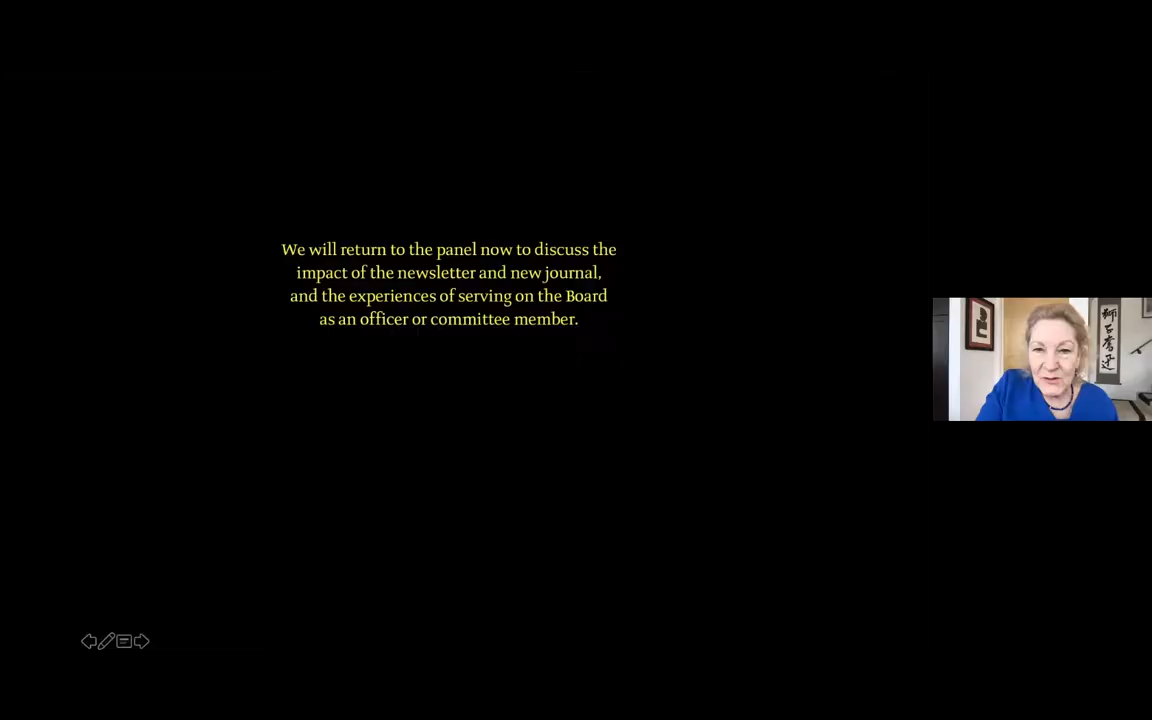 We will return to the panel now to discuss the
impact of the newsletter and new journal,
and the experiences of serving on the Board
as an officer or committee member.